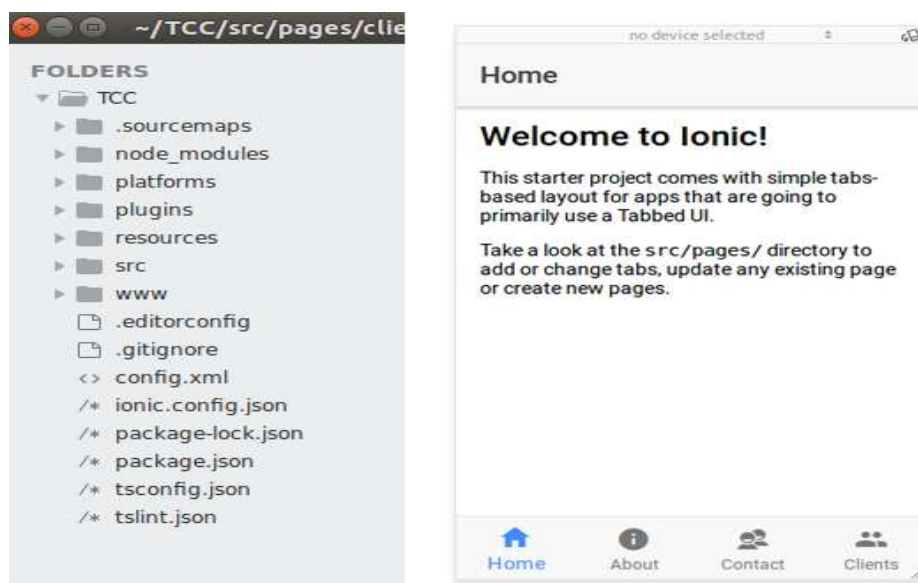 ~/TCC/src/pages/clie
FOLDERS
TCC
.sourcemaps
node_modules
platforms
plugins
resources
src
www
.editorconfig
.gitignore
<> config.xml
/* ionic.config.json
/* package-lock.json
/* package.json
/* tsconfig.json
/* tslint.json
no device selected
Home
Welcome to Ionic!
This starter project comes with simple tabs-
based layout for apps that are going to
primarily use a Tabbed UI.
Take a look at the src/pages/ directory to
add or change tabs, update any existing page
or create new pages.
Home About Contact Clients